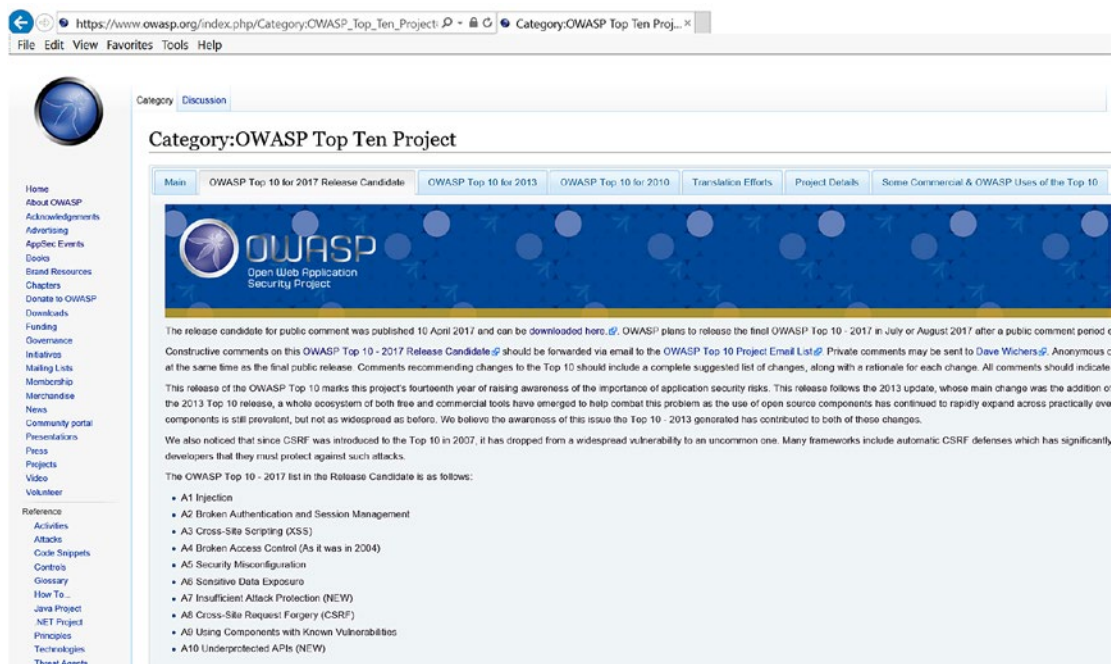 https://www.owasp.org/index.php/Category:OWASP_Top_Ten_Project
Category:OWASP Top Ten Proj...
File Edit View Favorites Tools Help
Category Discussion
Category:OWASP Top Ten Project
Main OWASP Top 10 for 2017 Release Candidate OWASP Top 10 for 2013 OWASP Top 10 for 2010 Translation Efforts Project Details Some Commercial & OWASP Uses of the Top 10
OWASP
Open Web Application
Security Project
The release candidate for public comment was published 10 April 2017 and can be downloaded here. OWASP plans to release the final OWASP Top 10 - 2017 in July or August 2017 after a public comment period
Constructive comments on this OWASP Top 10 - 2017 Release Candidate should be forwarded via email to the OWASP Top 10 Project Email List. Private comments may be sent to Dave Wichers. Anonymous
at the same time as the final public release. Comments recommending changes to the Top 10 should include a complete suggested list of changes, along with a rationale for each change. All comments should indicate
This release of the OWASP Top 10 marks this project's fourteenth year of raising awareness of the importance of application security risks. This release follows the 2013 update, whose main change was the addition of
the 2013 Top 10 release, a whole ecosystem of both free and commercial tools have emerged to help combat this problem as the use of open source components has continued to rapidly expand across practically
components is still prevalent, but not as widespread as before. We believe the awareness of this issue the Top 10 - 2013 generated has contributed to both of these changes.
We also noticed that since CSRF was introduced to the Top 10 in 2007, it has dropped from a widespread vulnerability to an uncommon one. Many frameworks include automatic CSRF defenses which has significantly
developers that they must protect against such attacks.
The OWASP Top 10 - 2017 list in the Release Candidate is as follows:
A1 Injection
A2 Broken Authentication and Session Management
A3 Cross-Site Scripting (XSS)
A4 Broken Access Control (As it was in 2004)
A5 Security Misconfiguration
A6 Sensitive Data Exposure
A7 Insufficient Attack Protection (NEW)
A8 Cross-Site Request Forgery (CSRF)
A9 Using Components with Known Vulnerabilities
A10 Underprotected APIs (NEW)
Home
About OWASP
Acknowledgements
Advertising
AppSec Events
Books
Brand Resources
Chapters
Donate to OWASP
Downloads
Funding
Governance
Initiatives
Mailing Lists
Membership
Merchandise
News
Community portal
Presentations
Press
Projects
Video
Volunteer
Reference
Activities
Attacks
Code Snippets
Controls
Glossary
How To...
Java Project
.NET Project
Principles
Technologies
Threat Agents